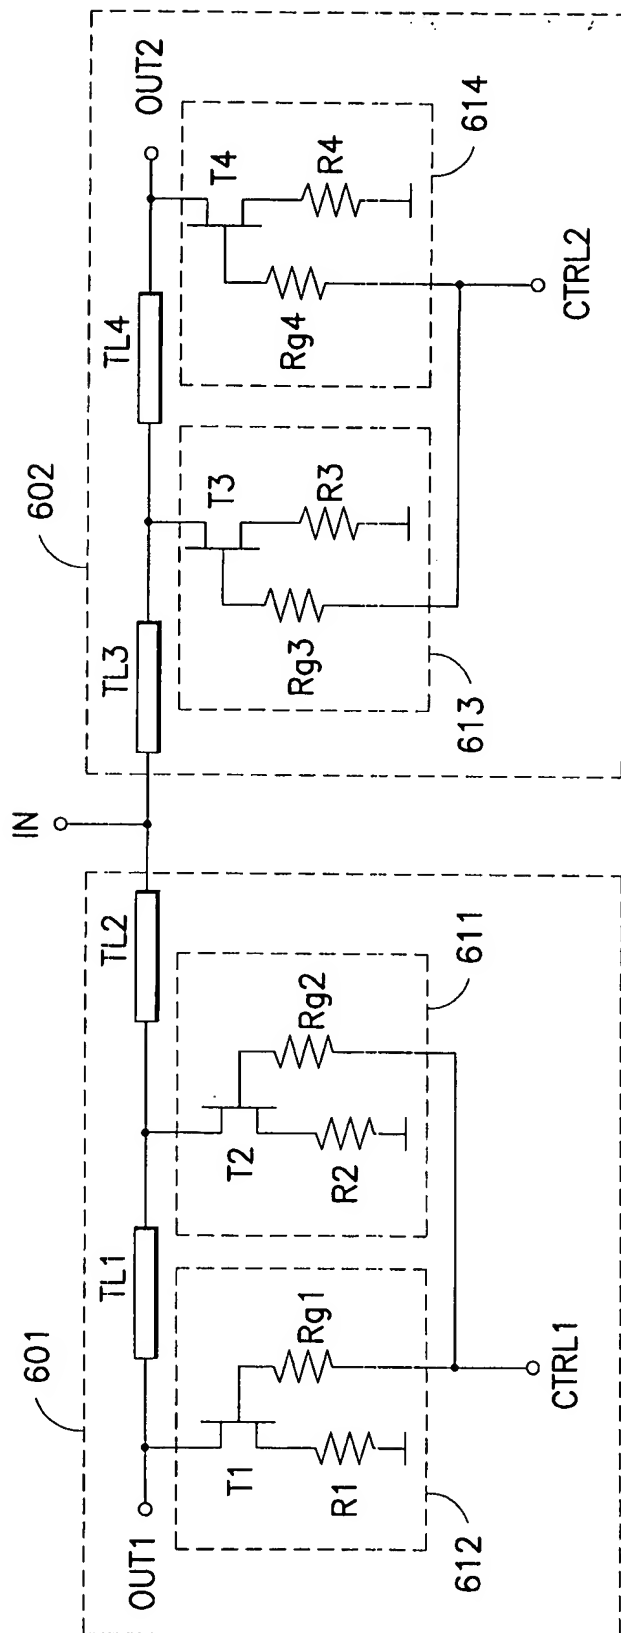 601
602
IN
OUT1
TL1
TL2
TL3
TL4
OUT2
T1
Rg1
R1
T2
Rg2
R2
T3
Rg3
R3
T4
Rg4
R4
612
611
613
614
CTRL1
CTRL2